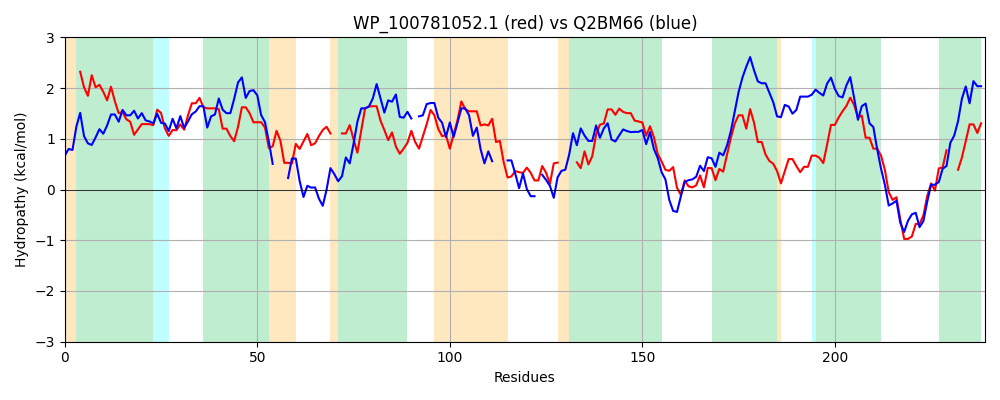 WP_100781052.1 (red) vs Q2BM66 (blue)
3
2
1
0
−1
−2
−3
Hydropathy (kcal/mol)
0 50 100 150 200
Residues